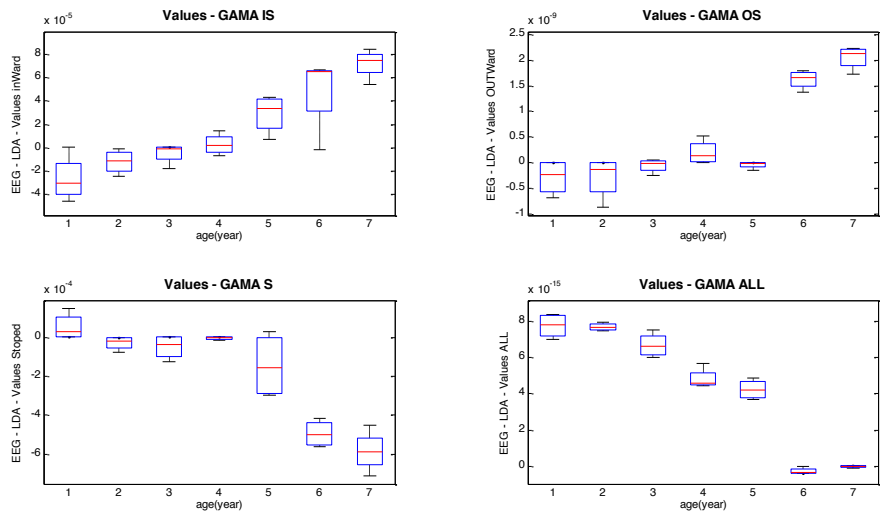 Values - GAMA IS
x 10⁻⁵
EEG - LDA - Values inWard
8
6
4
2
0
-2
-4
1 2 3 4 5 6 7
age(year)
Values - GAMA OS
x 10⁻⁹
EEG - LDA - Values OUTWard
2.5
2
1.5
1
0.5
0
-0.5
-1
1 2 3 4 5 6 7
age(year)
Values - GAMA S
x 10⁻⁴
EEG - LDA - Values Stoped
0
-2
-4
-6
1 2 3 4 5 6 7
age(year)
Values - GAMA ALL
x 10⁻¹⁵
EEG - LDA - Values ALL
8
6
4
2
0
1 2 3 4 5 6 7
age(year)